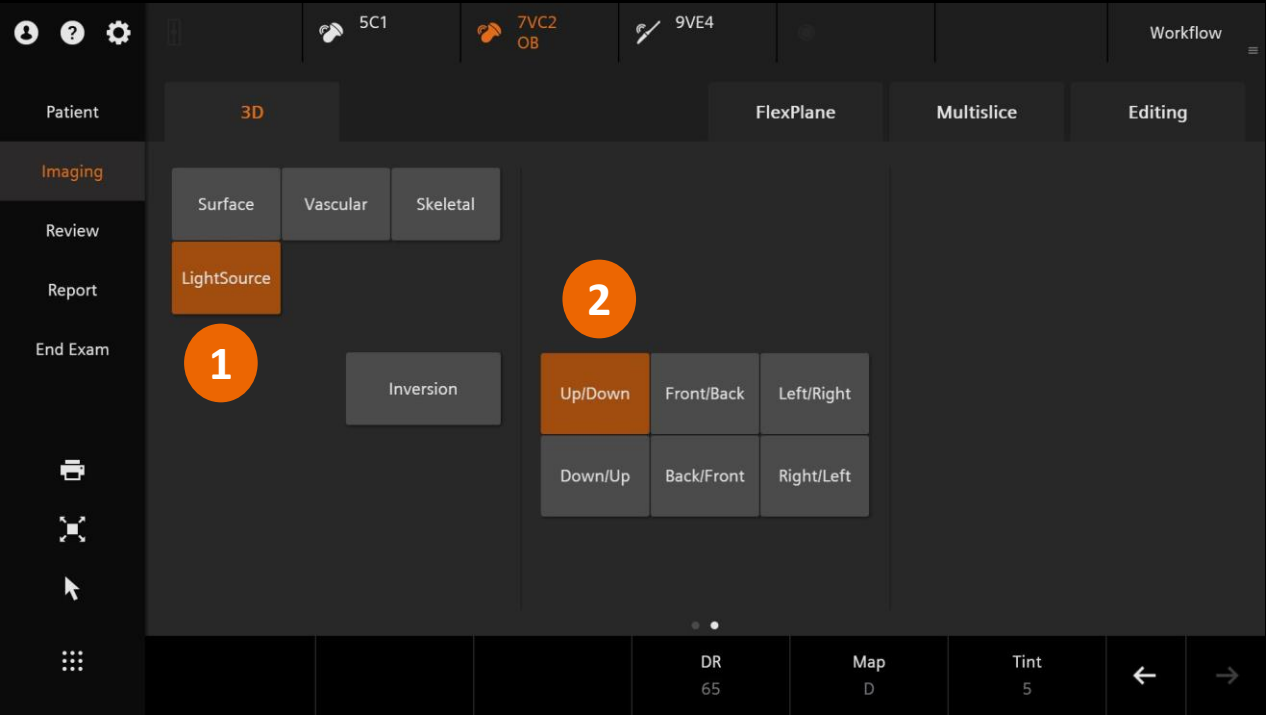 5C1
7VC2
OB
9VE4
Workflow
Patient
3D
FlexPlane
Multislice
Editing
Imaging
Surface
Vascular
Skeletal
Review
LightSource
Report
2
End Exam
1
Inversion
Up/Down
Front/Back
Left/Right
Down/Up
Back/Front
Right/Left
DR
65
Map
D
Tint
5